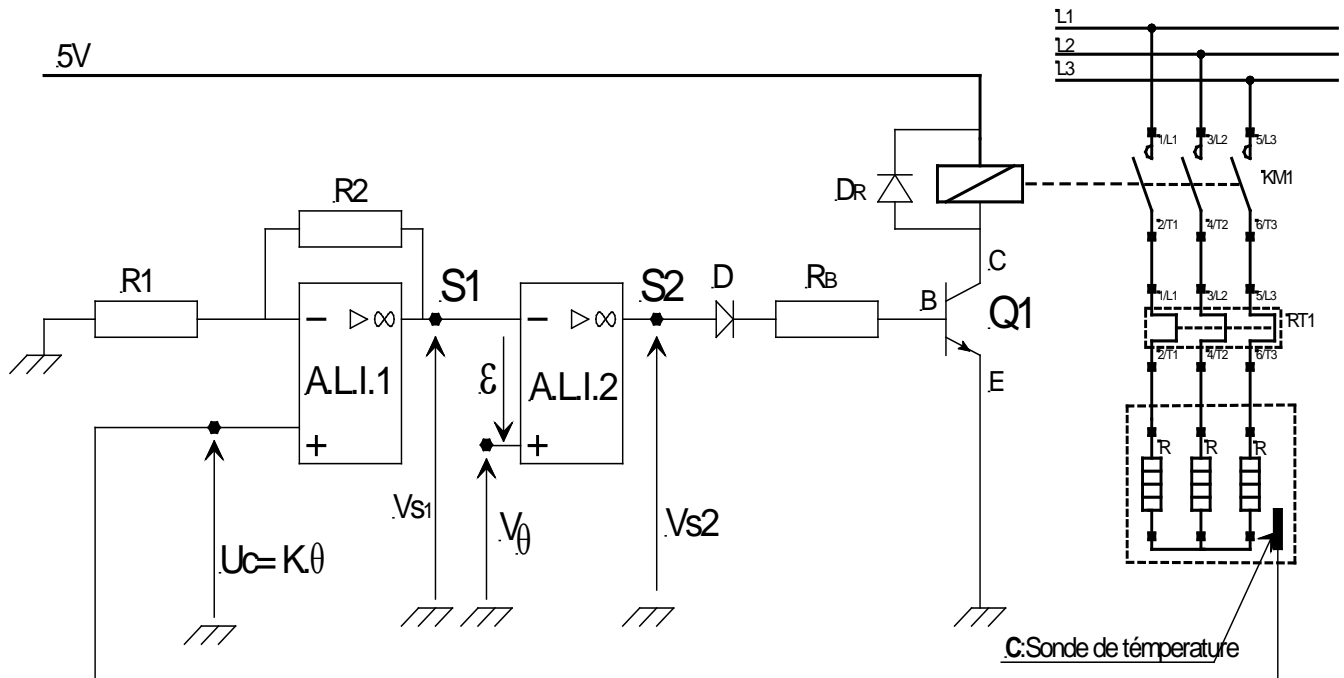 L1
L2
L3
5V
1/L1 3/L2 5/L3
KM1
DR
R2
2/T1 4/T2 6/T3
R1
S1
S2
D
RB
C
B
Q1
E
1/L1 3/L2 5/L3
RT1
2/T1 4/T2 6/T3
- ▷ ∞
A.L.I.1
+
- ▷ ∞
A.L.I.2
+
ε
R R R
Vs1
Vθ
Vs2
Uc= K.θ
C:Sonde de témperature